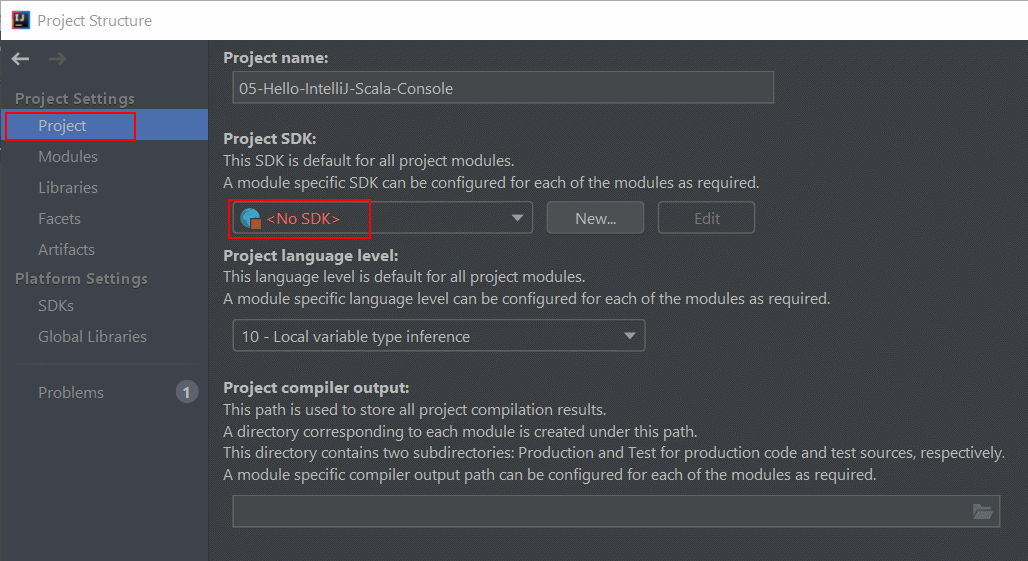 Project Structure
Project Settings
Project
Modules
Libraries
Facets
Artifacts
Platform Settings
SDKs
Global Libraries
Problems
1
Project name:
05-Hello-IntelliJ-Scala-Console
Project SDK:
This SDK is default for all project modules.
A module specific SDK can be configured for each of the modules as required.
<No SDK>
New...
Edit
Project language level:
This language level is default for all project modules.
A module specific language level can be configured for each of the modules as required.
10 - Local variable type inference
Project compiler output:
This path is used to store all project compilation results.
A directory corresponding to each module is created under this path.
This directory contains two subdirectories: Production and Test for production code and test sources, respectively.
A module specific compiler output path can be configured for each of the modules as required.